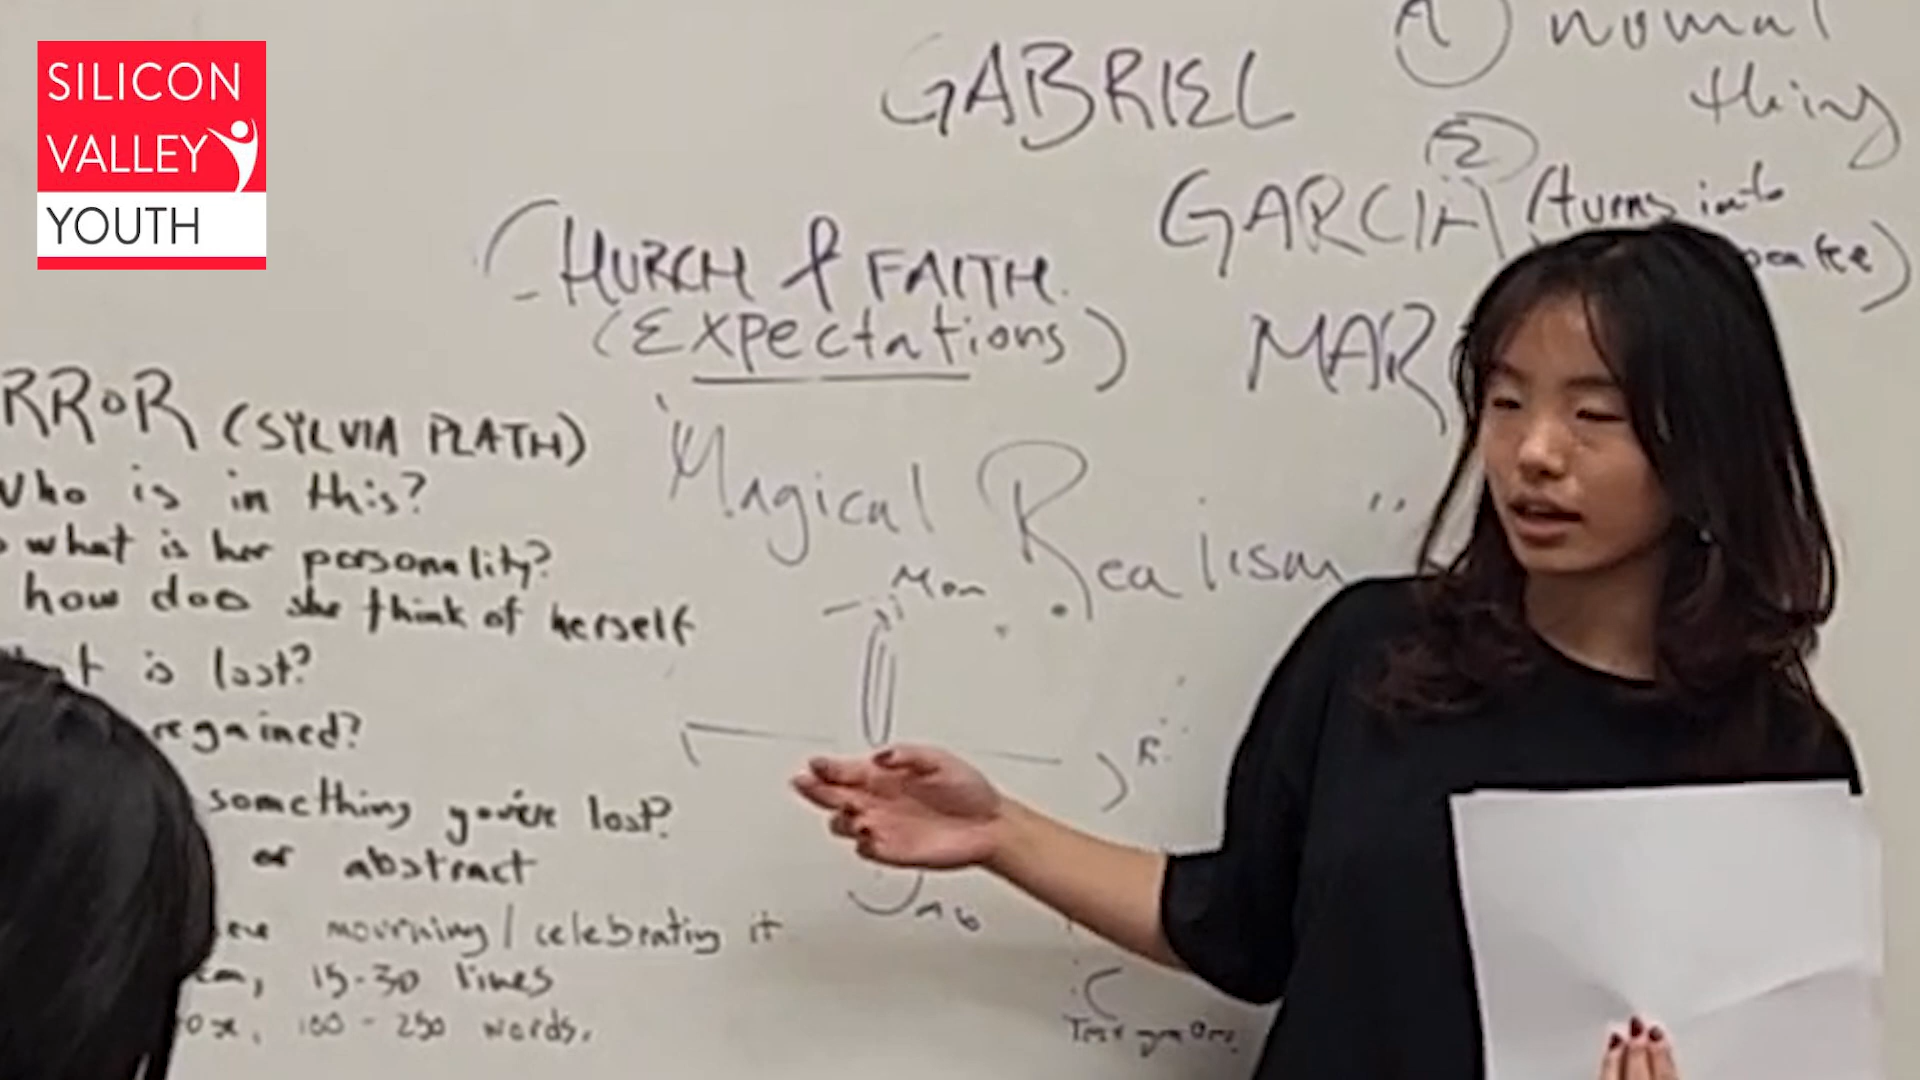 SILICON
VALLEY
YOUTH
GABRIEL
GARCIA
MAR
1 normal
thing
2 (turns into
CHURCH & FAITH
(Expectations)
"Magical Realism"
RROR (SYLVIA PLATH)
Who is in this?
what is her personality?
how does she think of herself
is lost?
regained?
something you've lost?
or abstract
mourning/celebrating it
15-30 lines
100-250 words.